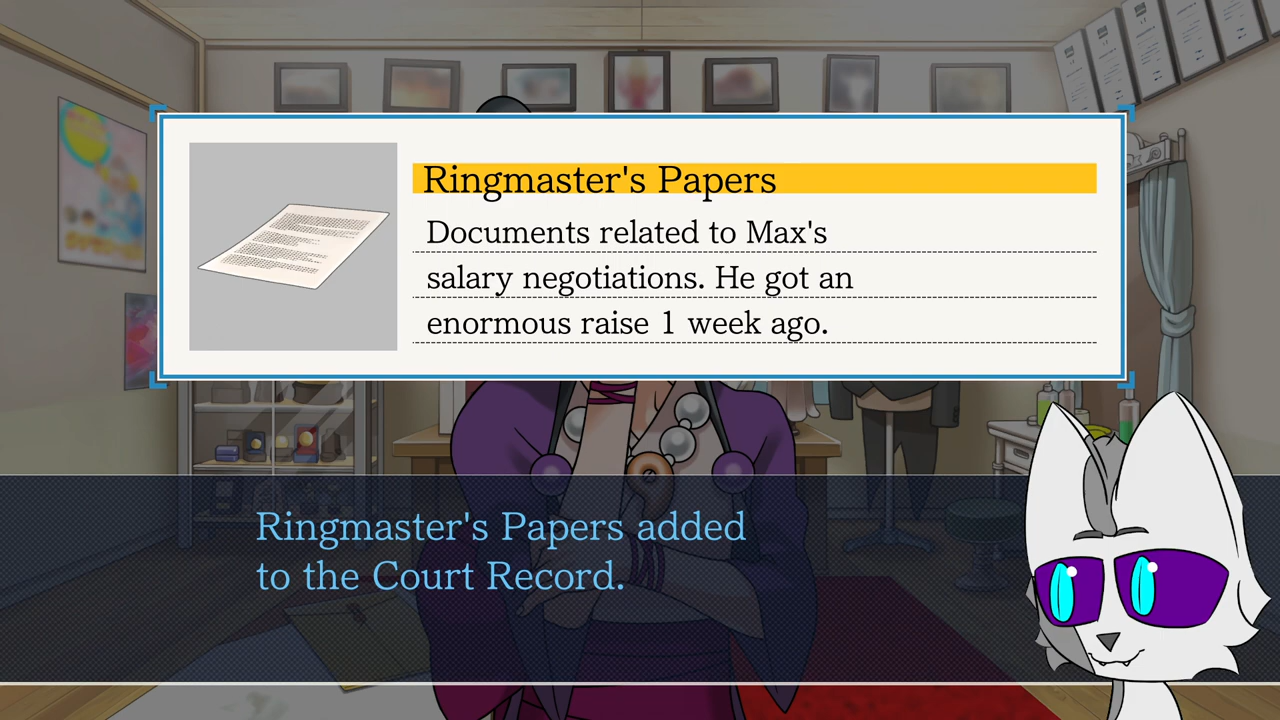 Ringmaster's Papers
Documents related to Max's
salary negotiations. He got an
enormous raise 1 week ago.
Ringmaster's Papers added
to the Court Record.